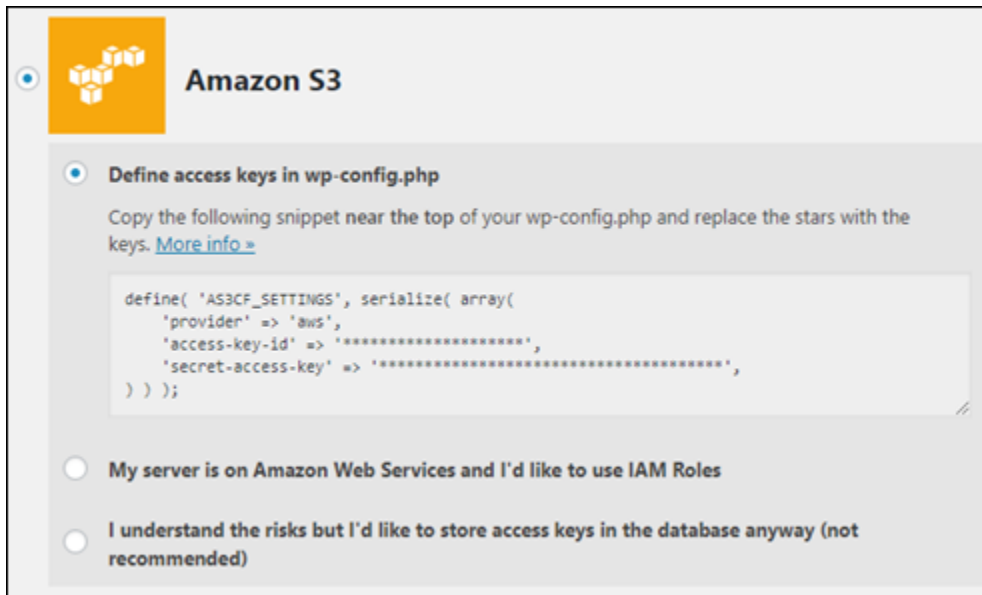 Amazon S3
Define access keys in wp-config.php
Copy the following snippet near the top of your wp-config.php and replace the stars with the
keys. More info »
define( 'AS3CF_SETTINGS', serialize( array(
    'provider' => 'aws',
    'access-key-id' => '********************',
    'secret-access-key' => '**************************************',
) ) );
My server is on Amazon Web Services and I'd like to use IAM Roles
I understand the risks but I'd like to store access keys in the database anyway (not
recommended)